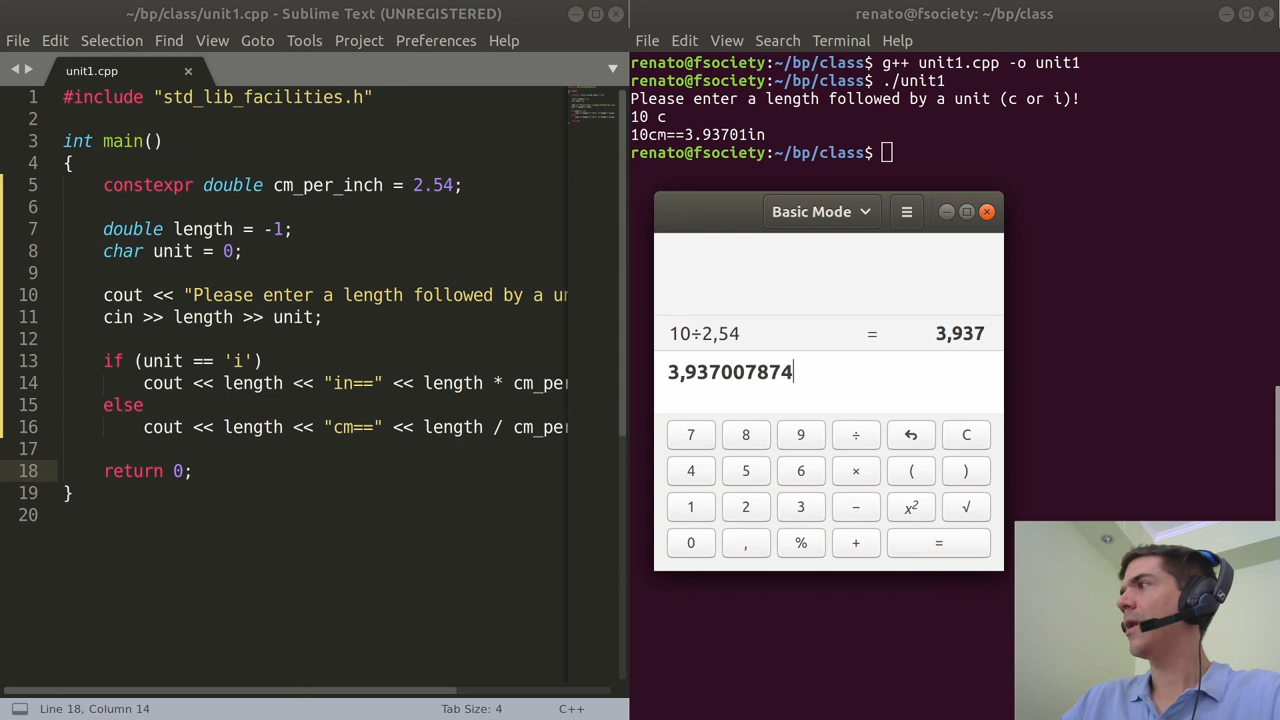 ~/bp/class/unit1.cpp - Sublime Text (UNREGISTERED)
File Edit Selection Find View Goto Tools Project Preferences Help
unit1.cpp
1 #include "std_lib_facilities.h"
2
3 int main()
4 {
5 constexpr double cm_per_inch = 2.54;
6
7 double length = -1;
8 char unit = 0;
9
10 cout << "Please enter a length followed by a un
11 cin >> length >> unit;
12
13 if (unit == 'i')
14 cout << length << "in==" << length * cm_per
15 else
16 cout << length << "cm==" << length / cm_per
17
18 return 0;
19 }
20
Line 18, Column 14 Tab Size: 4 C++
renato@fsociety: ~/bp/class
File Edit View Search Terminal Help
renato@fsociety:~/bp/class$ g++ unit1.cpp -o unit1
renato@fsociety:~/bp/class$ ./unit1
Please enter a length followed by a unit (c or i)!
10 c
10cm==3.93701in
renato@fsociety:~/bp/class$
Basic Mode
10÷2,54 = 3,937
3,937007874
7 8 9 ÷ C
4 5 6 × ( )
1 2 3 − x² √
0 , % + =